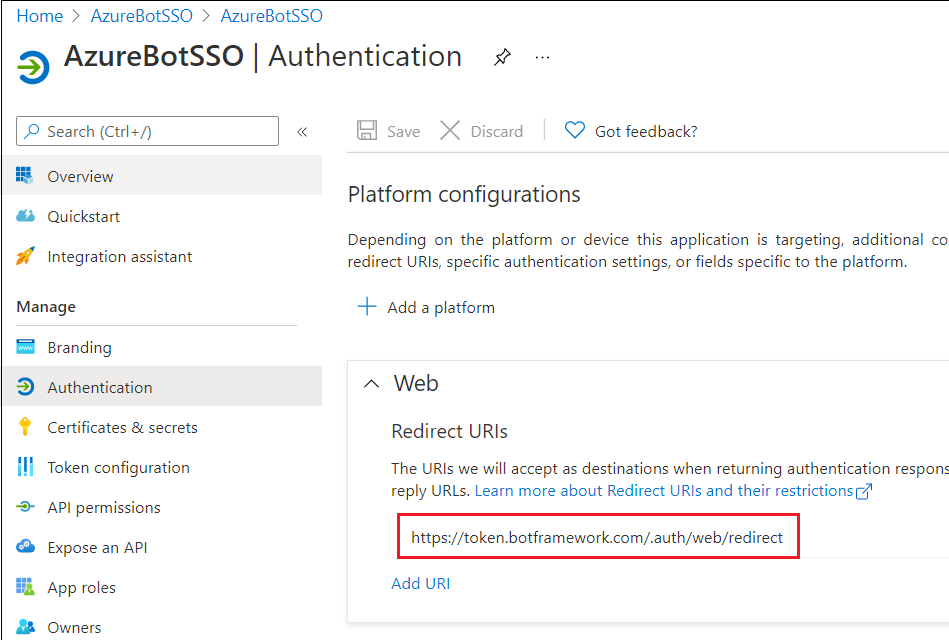 Home > AzureBotSSO > AzureBotSSO
AzureBotSSO | Authentication
Search (Ctrl+/)
«
Save
Discard
Got feedback?
Overview
Quickstart
Integration assistant
Manage
Branding
Authentication
Certificates & secrets
Token configuration
API permissions
Expose an API
App roles
Owners
Platform configurations
Depending on the platform or device this application is targeting, additional co
redirect URIs, specific authentication settings, or fields specific to the platform.
Add a platform
Web
Redirect URIs
The URIs we will accept as destinations when returning authentication respons
reply URLs. Learn more about Redirect URIs and their restrictions
https://token.botframework.com/.auth/web/redirect
Add URI